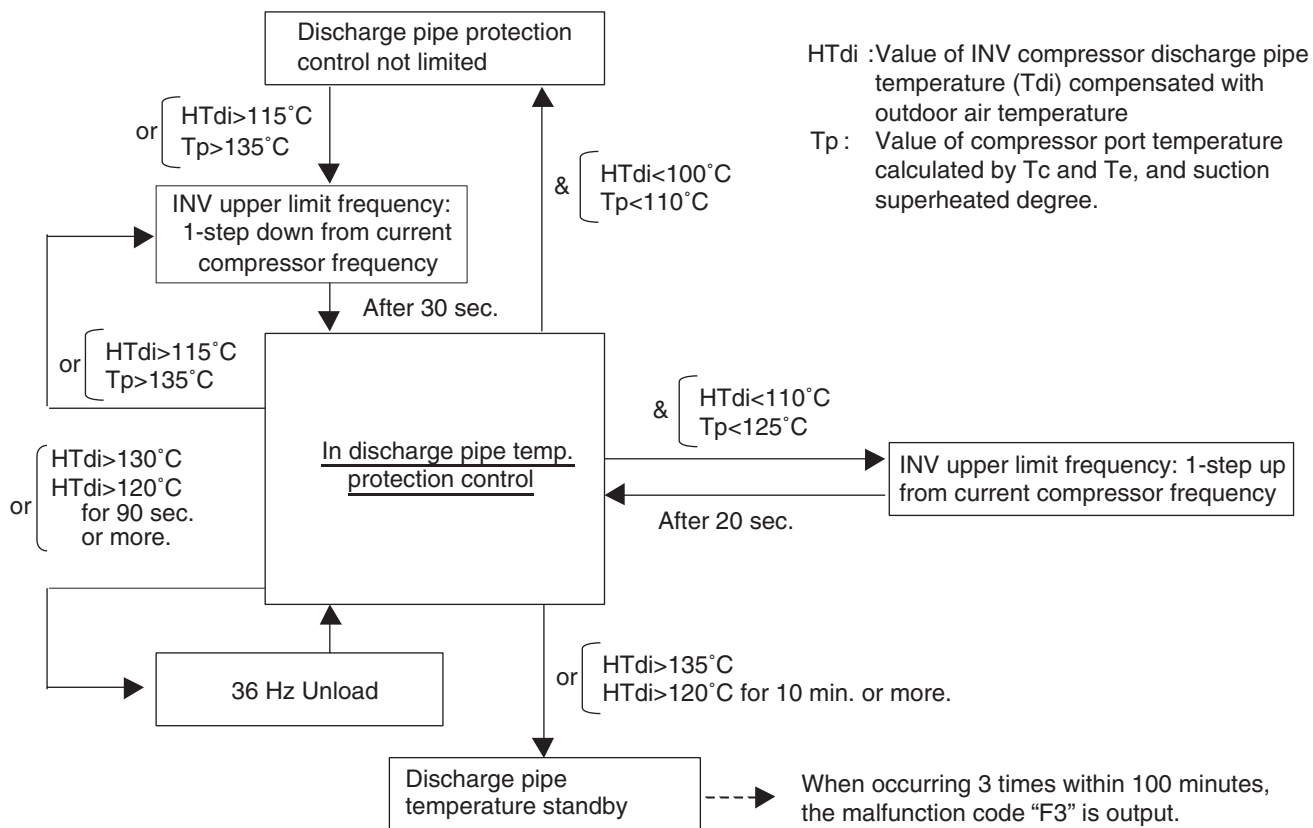 Discharge pipe protection
control not limited
HTdi :Value of INV compressor discharge pipe
temperature (Tdi) compensated with
outdoor air temperature
Tp : Value of compressor port temperature
calculated by Tc and Te, and suction
superheated degree.
or
HTdi>115˚C
Tp>135˚C
&
HTdi<100˚C
Tp<110˚C
INV upper limit frequency:
1-step down from current
compressor frequency
After 30 sec.
or
HTdi>115˚C
Tp>135˚C
&
HTdi<110˚C
Tp<125˚C
In discharge pipe temp.
protection control
INV upper limit frequency: 1-step up
from current compressor frequency
After 20 sec.
or
HTdi>130˚C
HTdi>120˚C
for 90 sec.
or more.
36 Hz Unload
or
HTdi>135˚C
HTdi>120˚C for 10 min. or more.
Discharge pipe
temperature standby
When occurring 3 times within 100 minutes,
the malfunction code “F3” is output.